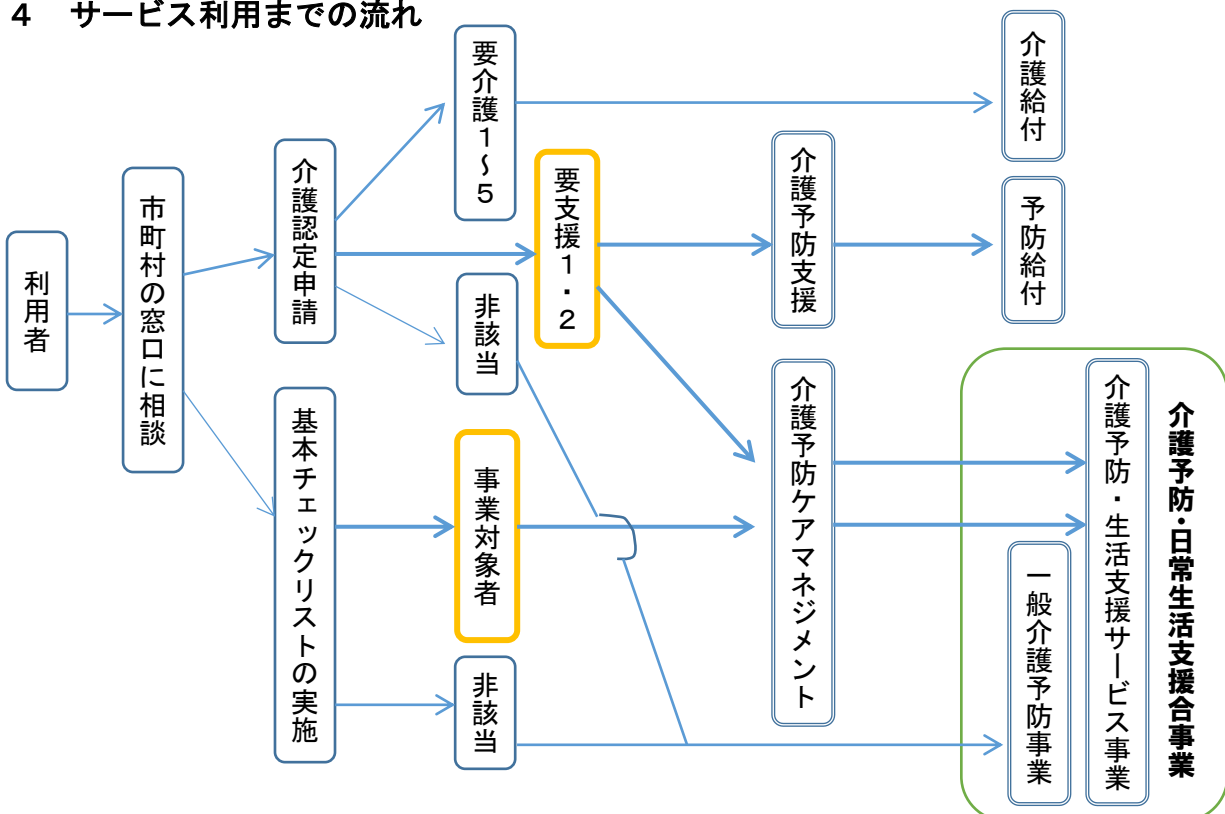 ４　サービス利用までの流れ
利用者
市町村の窓口に相談
介護認定申請
基本チェックリストの実施
要介護１～５
要支援１・２
非該当
事業対象者
非該当
介護予防支援
介護予防ケアマネジメント
介護給付
予防給付
一般介護予防事業
介護予防・生活支援サービス事業
介護予防・日常生活支援合事業